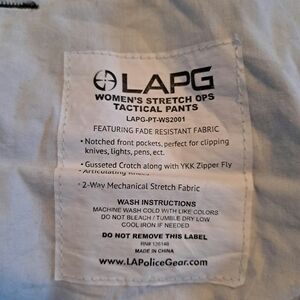 LAPG
WOMEN'S STRETCH OPS
TACTICAL PANTS
LAPG-PT-WS2001
FEATURING FADE RESISTANT FABRIC
• Notched front pockets, perfect for clipping
knives, lights, pens, ect.
• Gusseted Crotch along with YKK Zipper Fly
• Articulating Knees
• 2-Way Mechanical Stretch Fabric
WASH INSTRUCTIONS
MACHINE WASH COLD WITH LIKE COLORS
DO NOT BLEACH / TUMBLE DRY LOW
COOL IRON IF NEEDED
DO NOT REMOVE THIS LABEL
RN# 126148
MADE IN CHINA
www.LAPoliceGear.com